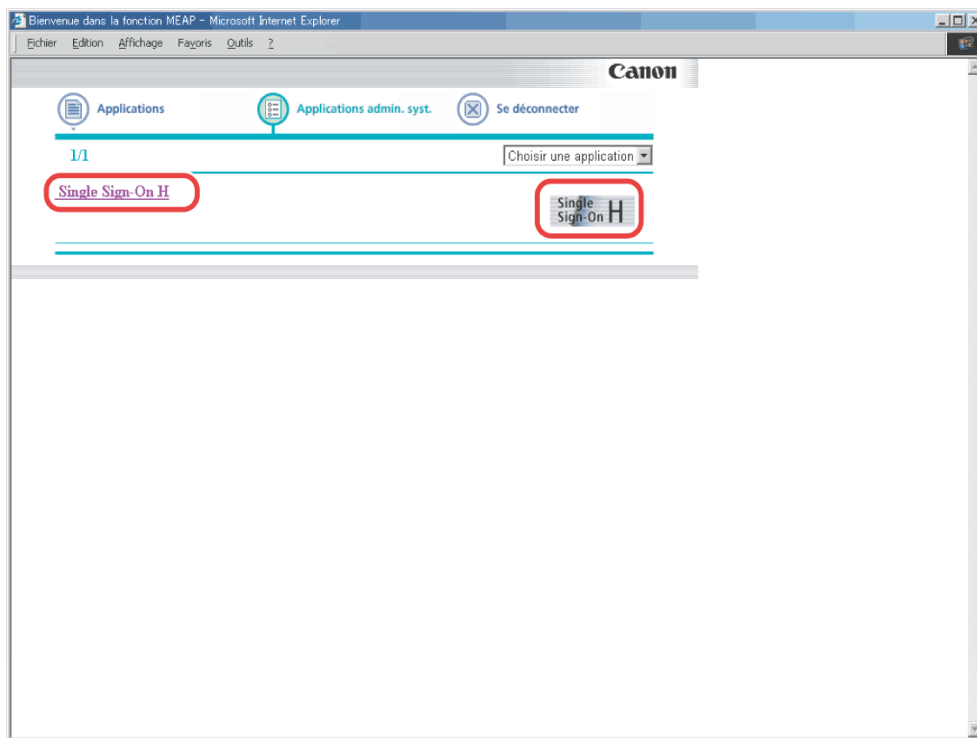 Bienvenue dans la fonction MEAP - Microsoft Internet Explorer
Fichier Edition Affichage Favoris Outils ?
Canon
Applications Applications admin. syst. Se déconnecter
1/1 Choisir une application
Single Sign-On H
Single
Sign-On H